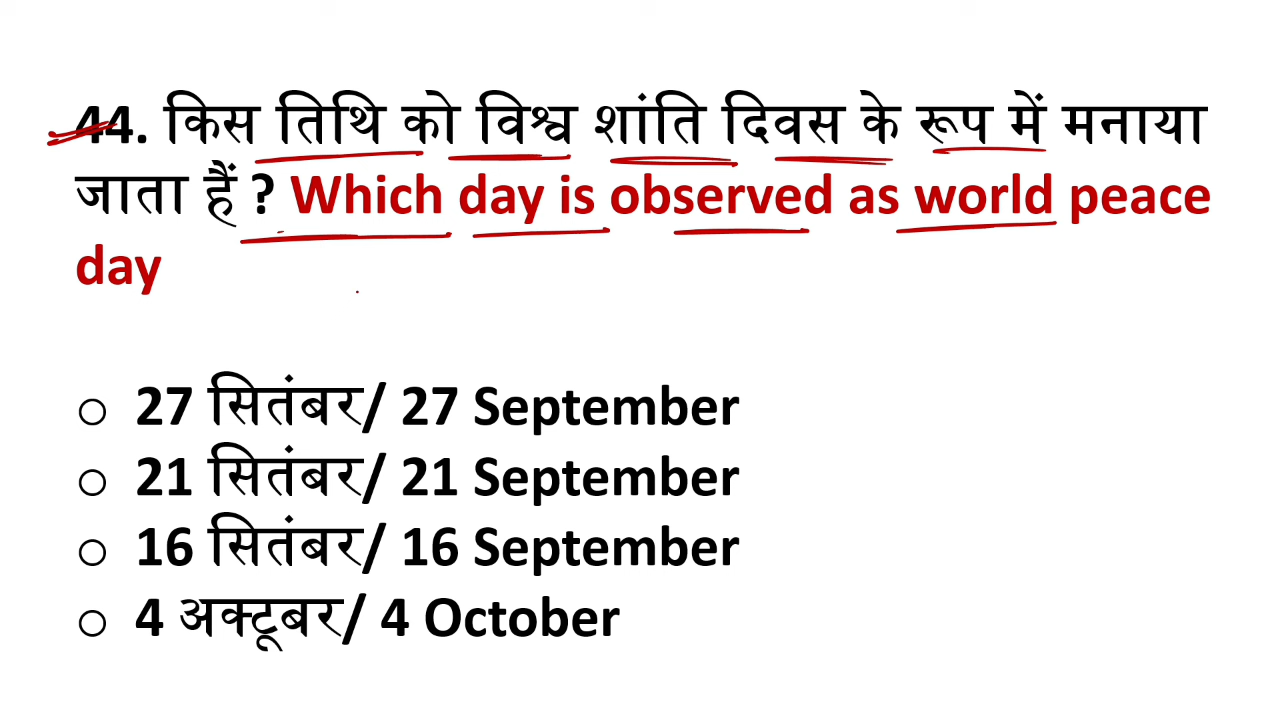 44. किस तिथि को विश्व शांति दिवस के रूप में मनाया
जाता हैं ? Which day is observed as world peace
day
○ 27 सितंबर/ 27 September
○ 21 सितंबर/ 21 September
○ 16 सितंबर/ 16 September
○ 4 अक्टूबर/ 4 October